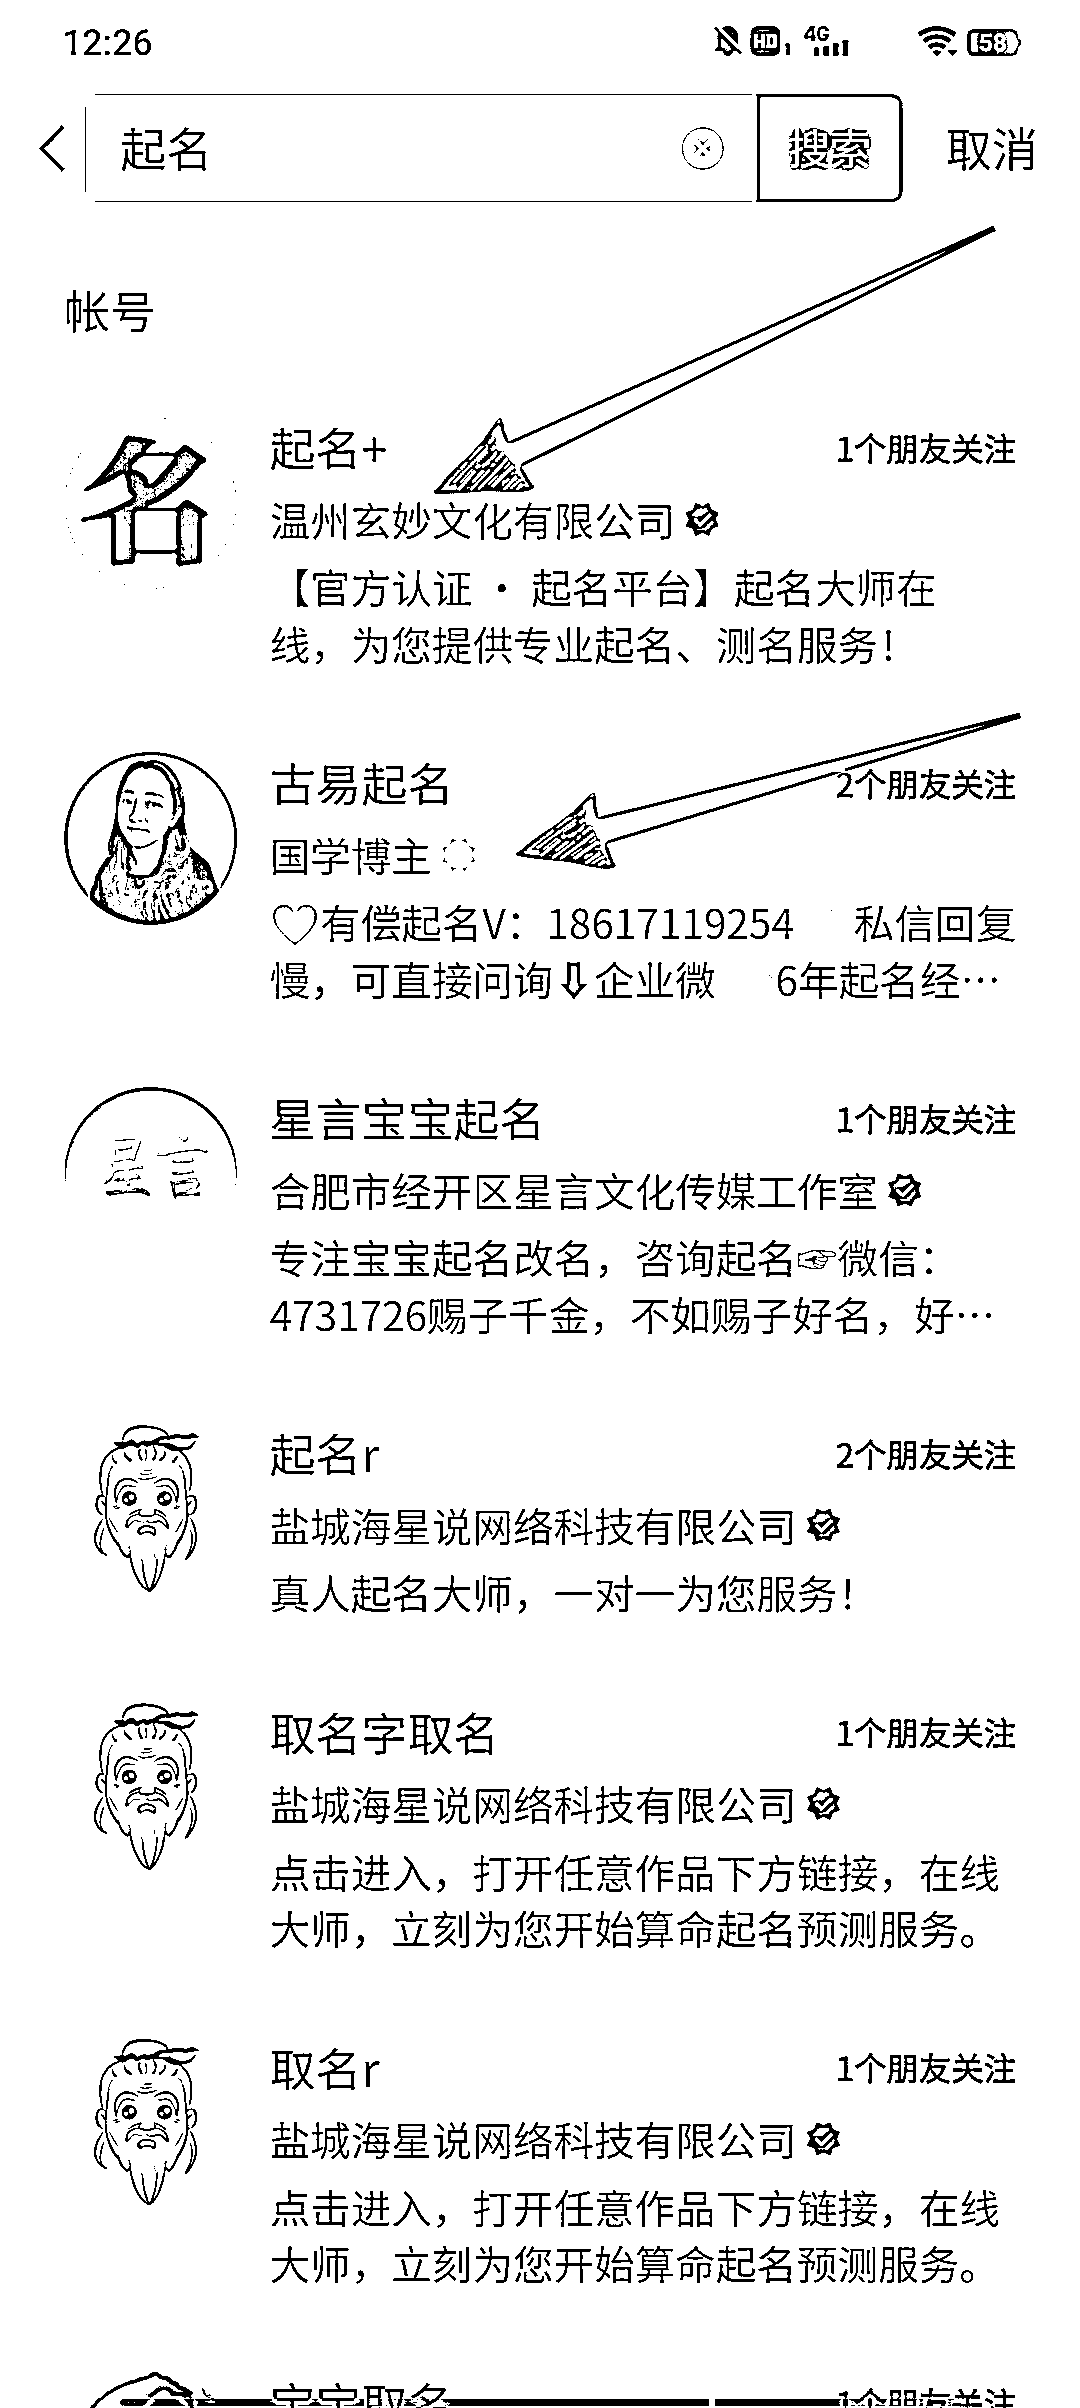 12:26
HD 1 4G 58
起名
搜索
取消
帐号
名
起名+
1个朋友关注
温州玄妙文化有限公司
【官方认证 · 起名平台】起名大师在
线，为您提供专业起名、测名服务！
古易起名
2个朋友关注
国学博主
♡有偿起名V：18617119254 私信回复
慢，可直接问询⇩企业微 6年起名经…
星言
星言宝宝起名
1个朋友关注
合肥市经开区星言文化传媒工作室
专注宝宝起名改名，咨询起名☞微信：
4731726赐子千金，不如赐子好名，好…
起名r
2个朋友关注
盐城海星说网络科技有限公司
真人起名大师，一对一为您服务！
取名字取名
1个朋友关注
盐城海星说网络科技有限公司
点击进入，打开任意作品下方链接，在线
大师，立刻为您开始算命起名预测服务。
取名r
1个朋友关注
盐城海星说网络科技有限公司
点击进入，打开任意作品下方链接，在线
大师，立刻为您开始算命起名预测服务。
宝宝取名
1个朋友关注